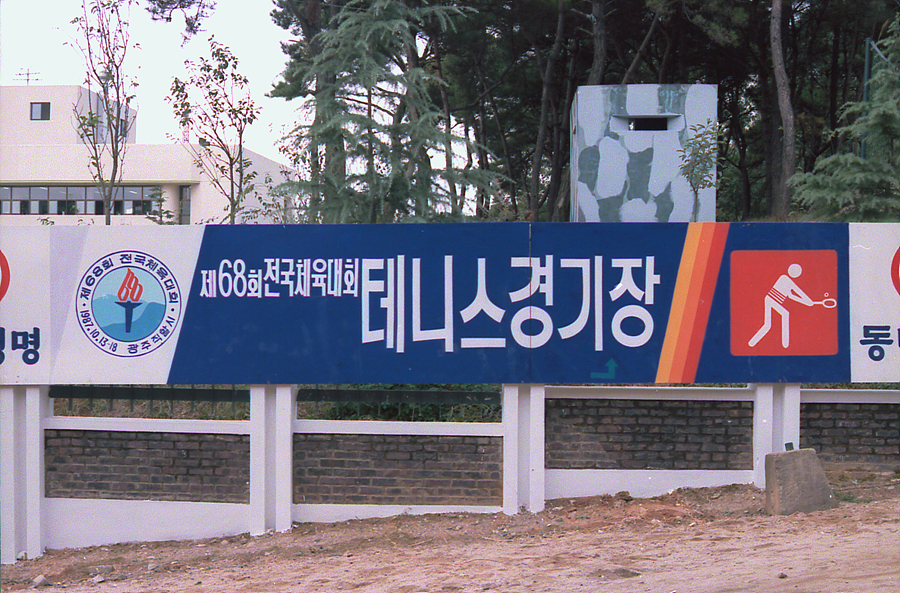 제68회 전국체육대회
68
1987.10.13-18
광주직할시
제68회전국체육대회 테니스경기장
명
동